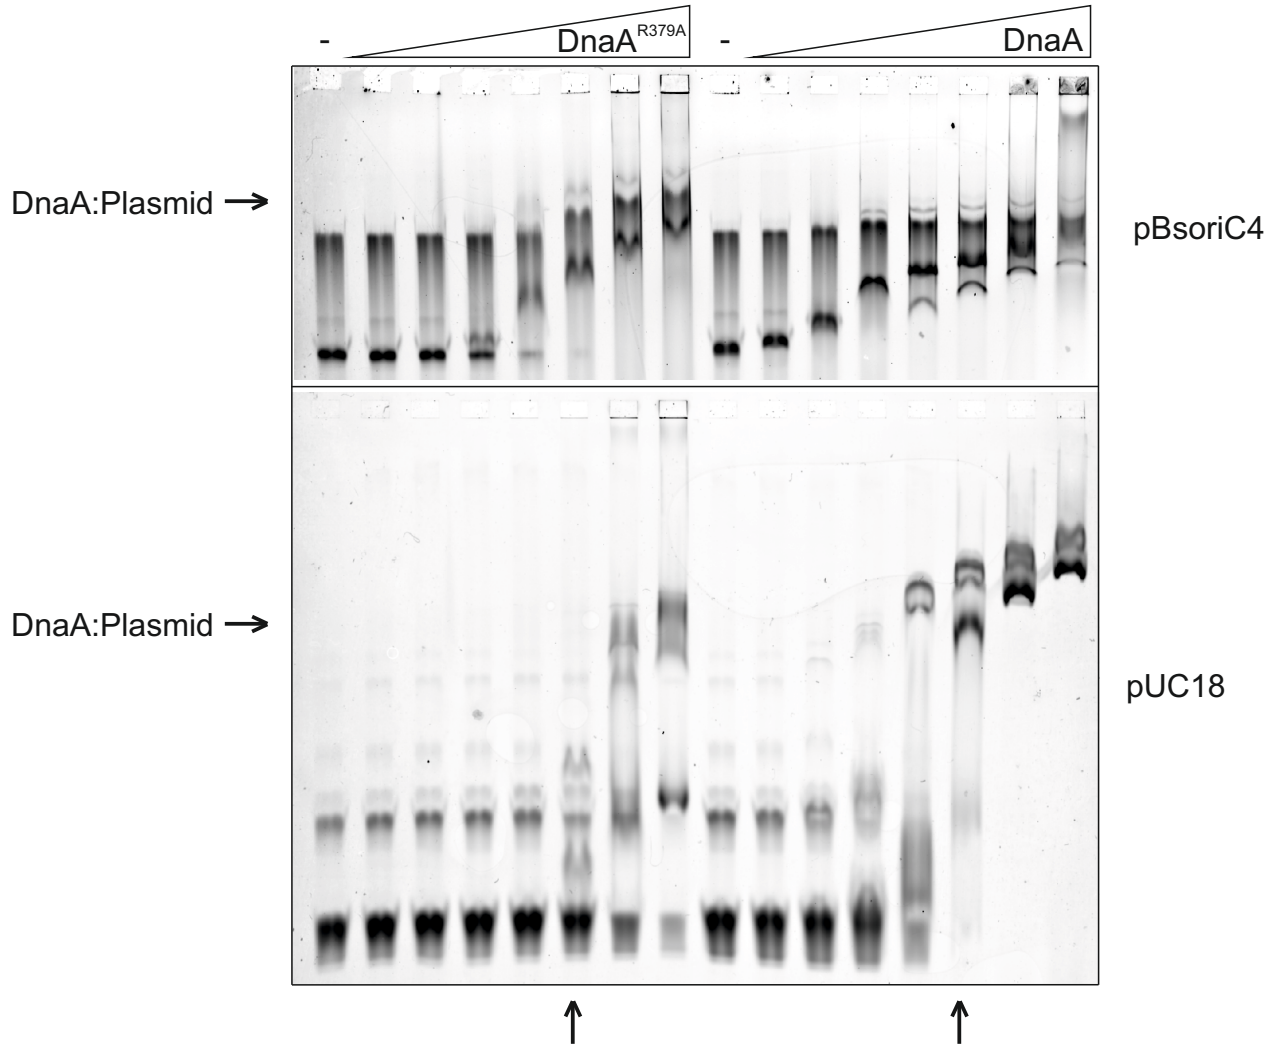 - DnaA^R379A - DnaA
DnaA:Plasmid
pBsoriC4
DnaA:Plasmid
pUC18